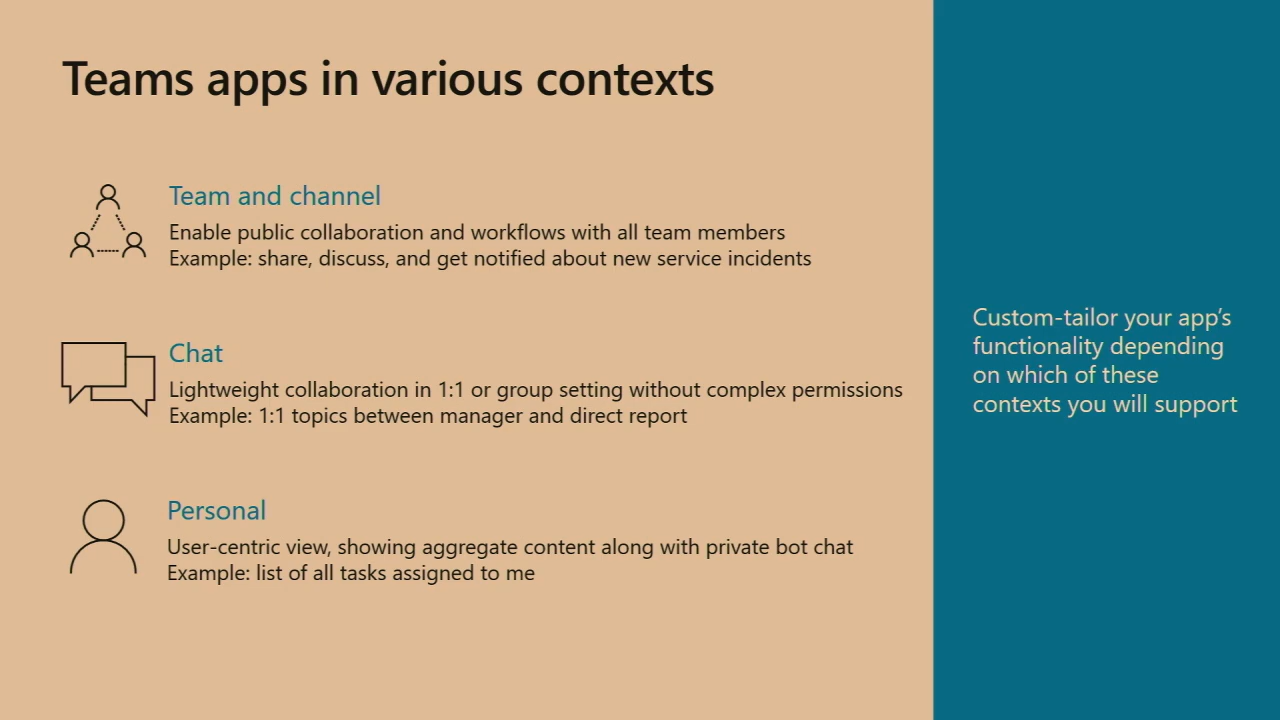 Teams apps in various contexts
Team and channel
Enable public collaboration and workflows with all team members
Example: share, discuss, and get notified about new service incidents
Chat
Lightweight collaboration in 1:1 or group setting without complex permissions
Example: 1:1 topics between manager and direct report
Personal
User-centric view, showing aggregate content along with private bot chat
Example: list of all tasks assigned to me
Custom-tailor your app’s
functionality depending
on which of these
contexts you will support